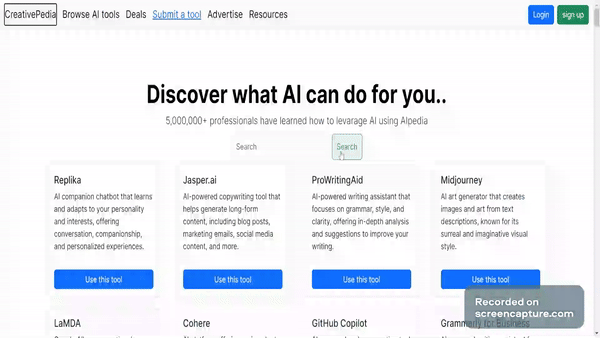 CreativePedia Browse AI tools Deals Submit a tool Advertise Resources Login sign up
Discover what AI can do for you..
5,000,000+ professionals have learned how to levarage AI using AIpedia
Search Search
Replika
AI companion chatbot that learns
and adapts to your personality
and interests, offering
conversation, companionship,
and personalized experiences.
Use this tool
Jasper.ai
AI-powered copywriting tool that
helps generate long-form
content, including blog posts,
marketing emails, social media
content, and more.
Use this tool
ProWritingAid
AI-powered writing assistant that
focuses on grammar, style, and
clarity, offering in-depth analysis
and suggestions to improve your
writing.
Use this tool
Midjourney
AI art generator that creates
images and art from text
descriptions, known for its
surreal and imaginative visual
style.
Use this tool
LaMDA
Cohere
GitHub Copilot
Grammarly for Business
Recorded on
screencapture.com